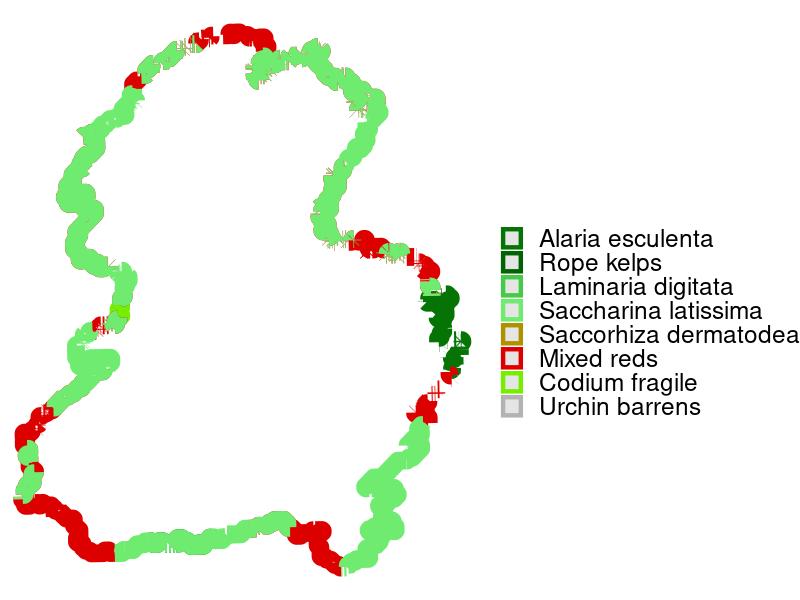 Alaria esculenta
Rope kelps
Laminaria digitata
Saccharina latissima
Saccorhiza dermatodea
Mixed reds
Codium fragile
Urchin barrens